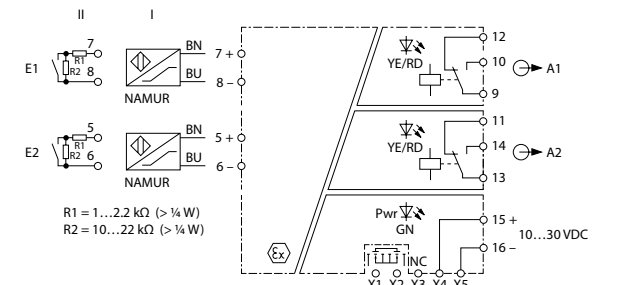 II I
7
R1
R2
8
E1
BN
BU
NAMUR
7 +
8 –
YE/RD
12
10
9
A1
5
R1
R2
6
E2
BN
BU
NAMUR
5 +
6 –
YE/RD
11
14
13
A2
R1 = 1…2.2 kΩ (> ¼ W)
R2 = 10…22 kΩ (> ¼ W)
Pwr
GN
15 +
16 –
10…30 VDC
εx
NC
X1 X2 X3 X4 X5